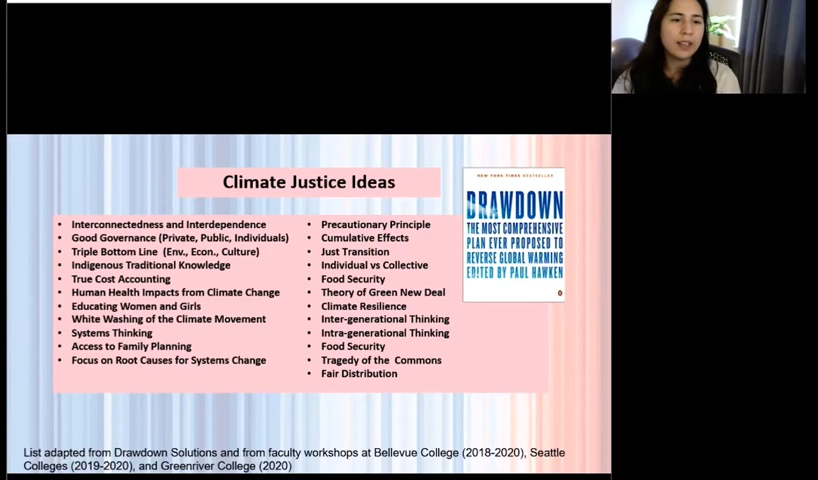 Climate Justice Ideas
• Interconnectedness and Interdependence
• Good Governance (Private, Public, Individuals)
• Triple Bottom Line (Env., Econ., Culture)
• Indigenous Traditional Knowledge
• True Cost Accounting
• Human Health Impacts from Climate Change
• Educating Women and Girls
• White Washing of the Climate Movement
• Systems Thinking
• Access to Family Planning
• Focus on Root Causes for Systems Change
• Precautionary Principle
• Cumulative Effects
• Just Transition
• Individual vs Collective
• Food Security
• Theory of Green New Deal
• Climate Resilience
• Inter-generational Thinking
• Intra-generational Thinking
• Food Security
• Tragedy of the Commons
• Fair Distribution
NEW YORK TIMES BESTSELLER
DRAWDOWN
THE MOST COMPREHENSIVE
PLAN EVER PROPOSED TO
REVERSE GLOBAL WARMING
EDITED BY PAUL HAWKEN
List adapted from Drawdown Solutions and from faculty workshops at Bellevue College (2018-2020), Seattle
Colleges (2019-2020), and Greenriver College (2020)